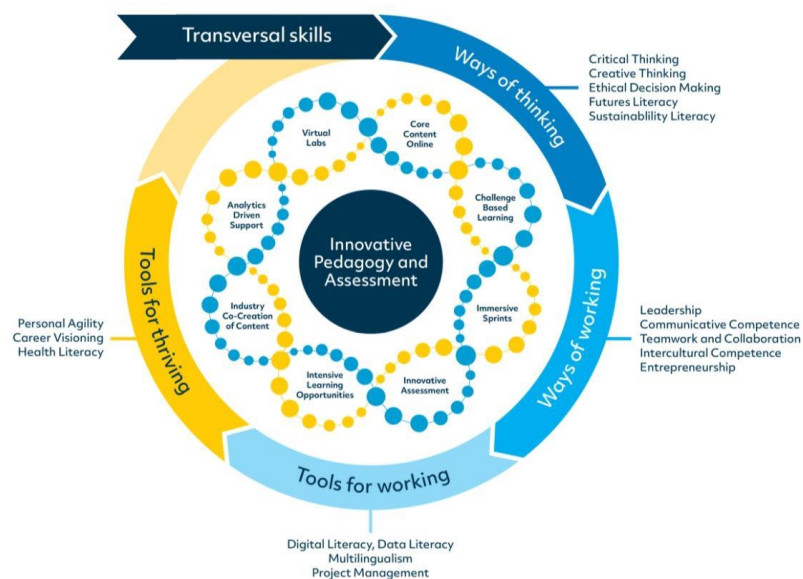 Transversal skills
Ways of thinking
Critical Thinking
Creative Thinking
Ethical Decision Making
Futures Literacy
Sustainablility Literacy
Virtual
Labs
Core
Content
Online
Analytics
Driven
Support
Challenge
Based
Learning
Innovative
Pedagogy and
Assessment
Industry
Co-Creation
of Content
Immersive
Sprints
Intensive
Learning
Opportunities
Innovative
Assessment
Ways of working
Leadership
Communicative Competence
Teamwork and Collaboration
Intercultural Competence
Entrepreneurship
Tools for thriving
Personal Agility
Career Visioning
Health Literacy
Tools for working
Digital Literacy, Data Literacy
Multilingualism
Project Management